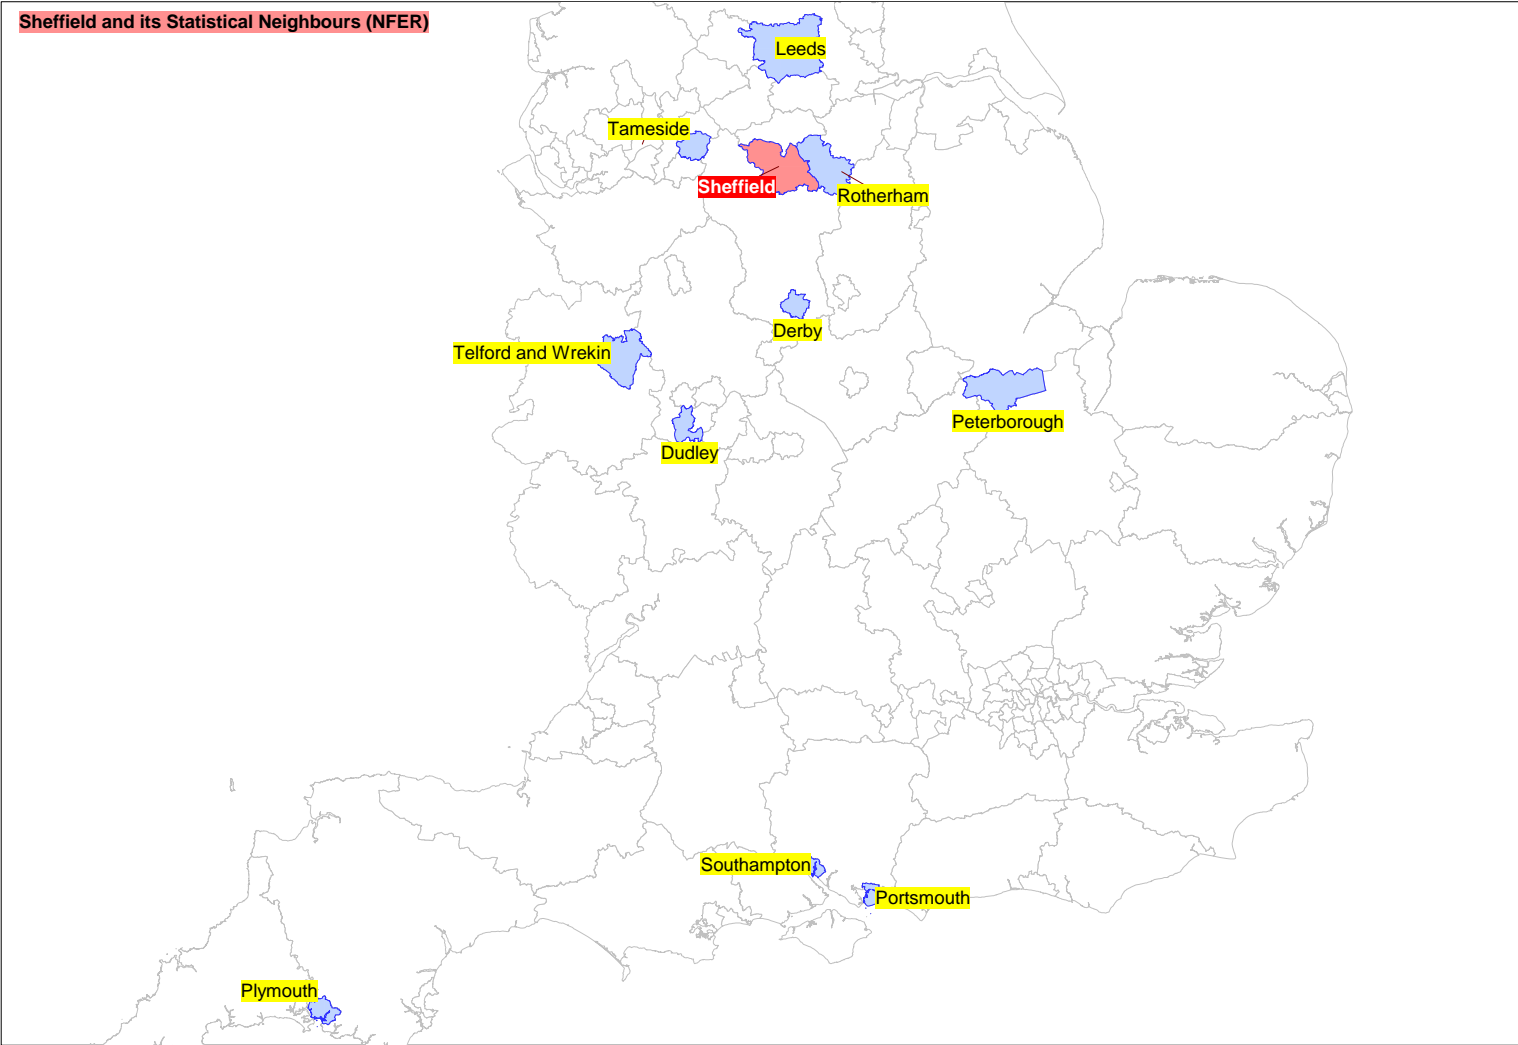 Sheffield and its Statistical Neighbours (NFER)
Leeds
Tameside
Sheffield
Rotherham
Derby
Telford and Wrekin
Peterborough
Dudley
Southampton
Portsmouth
Plymouth